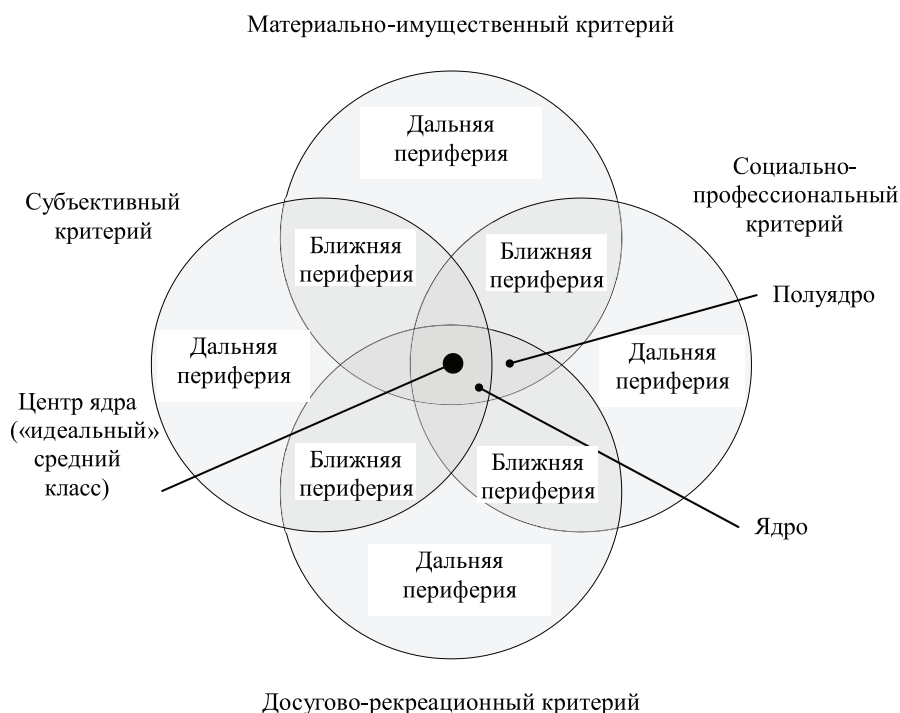 Материально-имущественный критерий
Дальняя
периферия
Социально-
профессиональный
критерий
Субъективный
критерий
Ближняя
периферия
Ближняя
периферия
Полуядро
Дальняя
периферия
Дальняя
периферия
Центр ядра
(«идеальный»
средний
класс)
Ближняя
периферия
Ближняя
периферия
Ядро
Дальняя
периферия
Досугово-рекреационный критерий